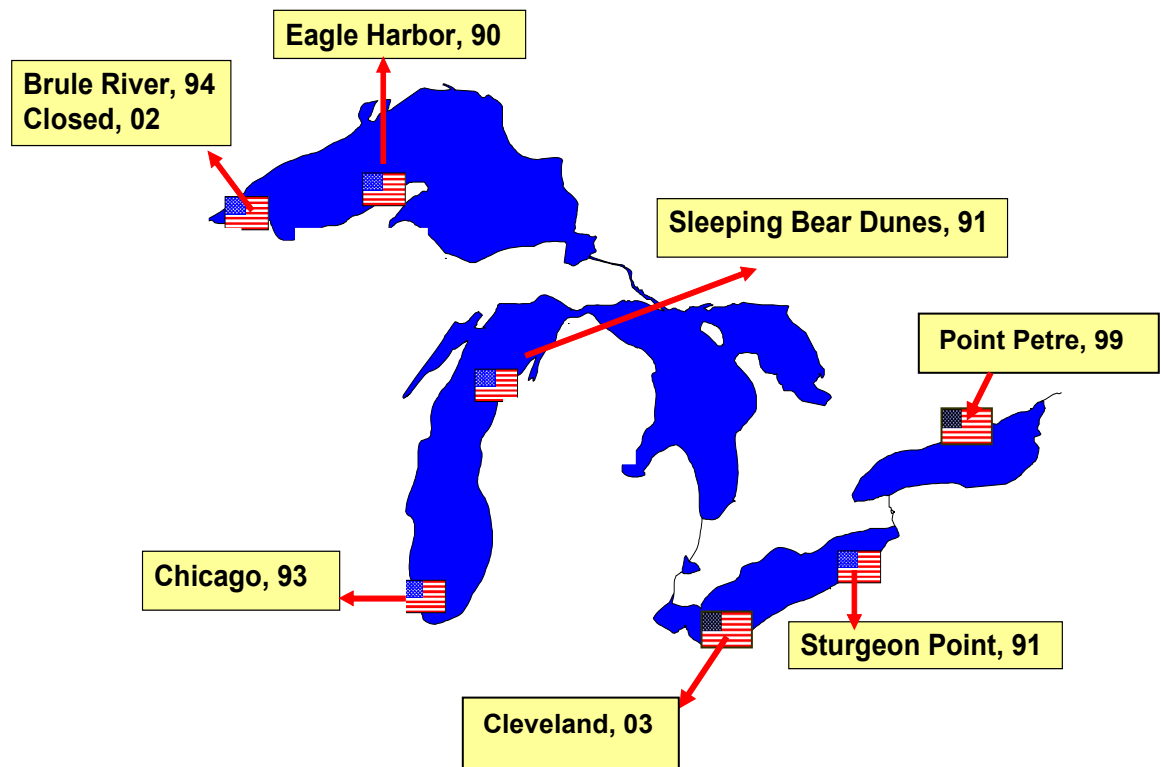 Eagle Harbor, 90
Brule River, 94
Closed, 02
Sleeping Bear Dunes, 91
Point Petre, 99
Chicago, 93
Sturgeon Point, 91
Cleveland, 03